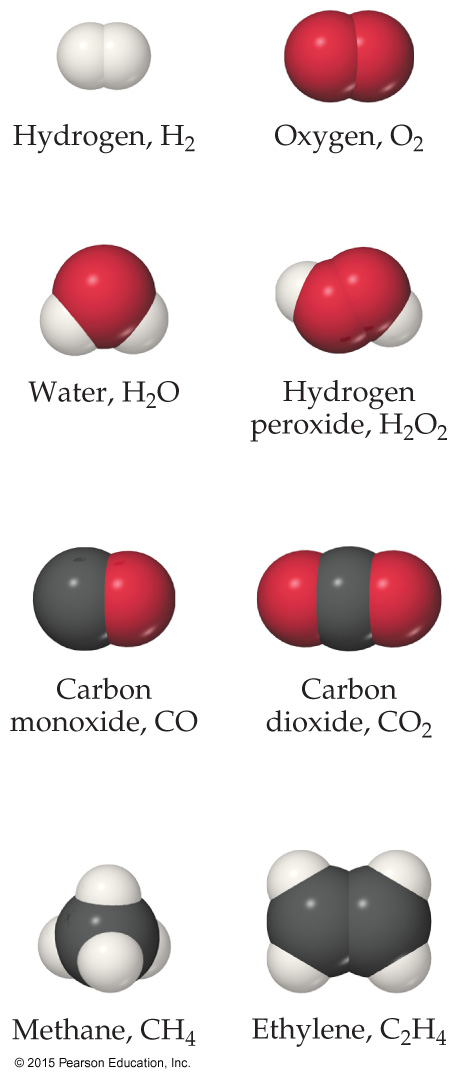 Hydrogen, H₂
Oxygen, O₂
Water, H₂O
Hydrogen
peroxide, H₂O₂
Carbon
monoxide, CO
Carbon
dioxide, CO₂
Methane, CH₄
Ethylene, C₂H₄
© 2015 Pearson Education, Inc.